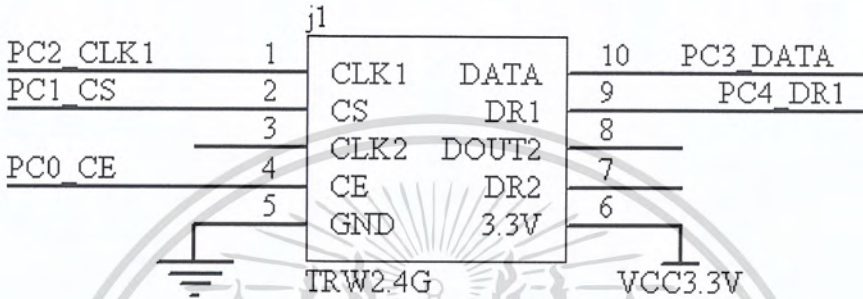 j1
PC2_CLK1 1 CLK1 DATA 10 PC3_DATA
PC1_CS 2 CS DR1 9 PC4_DR1
3 CLK2 DOUT2 8
PC0_CE 4 CE DR2 7
5 GND 3.3V 6
TRW2.4G VCC3.3V